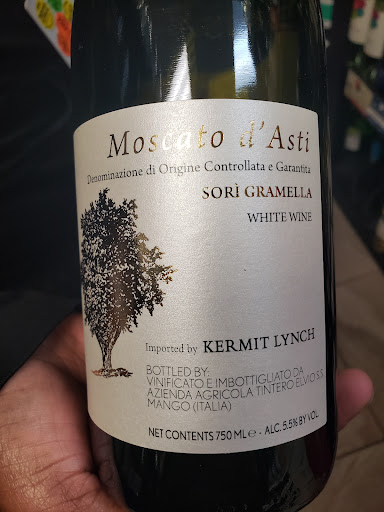 Moscato d'Asti
Denominazione di Origine Controllata e Garantita
SORÌ GRAMELLA
WHITE WINE
Imported by KERMIT LYNCH
BOTTLED BY:
VINIFICATO E IMBOTTIGLIATO DA
AZIENDA AGRICOLA TINTERO ELVIO S.S.
MANGO (ITALIA)
NET CONTENTS 750 ML e - ALC. 5.5% BY VOL